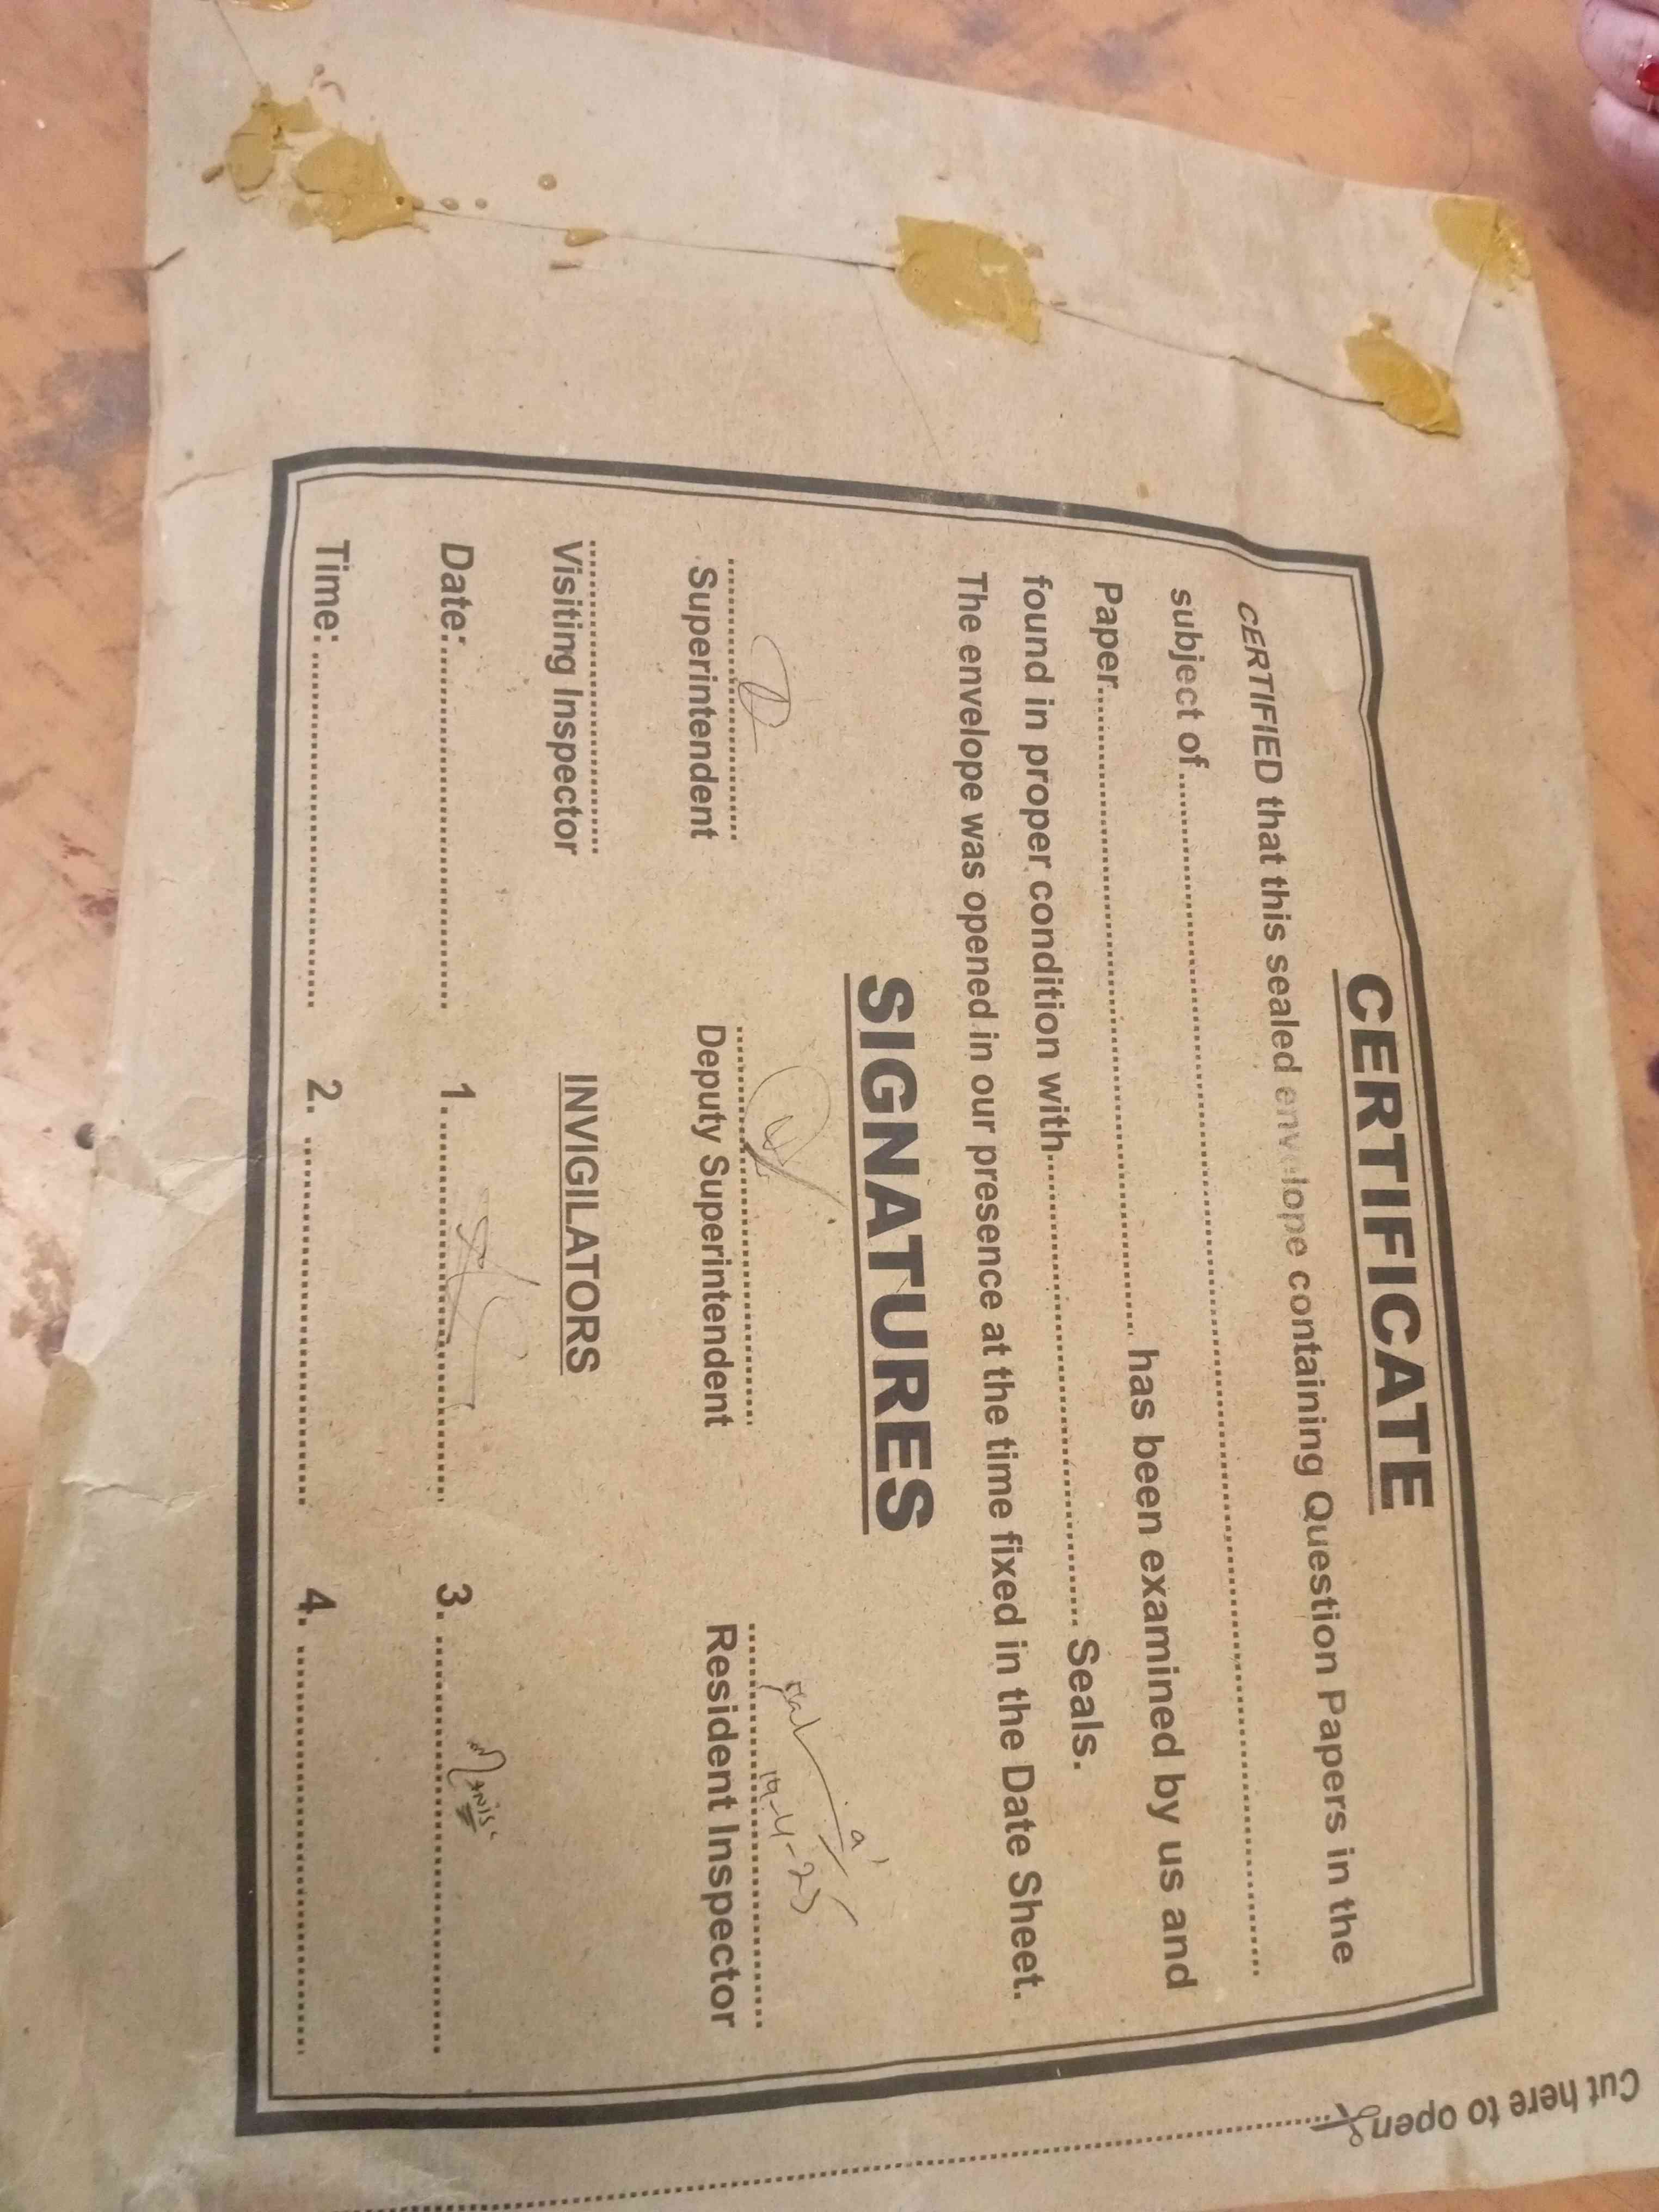 CERTIFICATE
CERTIFIED that this sealed envelope containing Question Papers in the
subject of..........
Paper.......... has been examined by us and
found in proper condition with.......... Seals.
The envelope was opened in our presence at the time fixed in the Date Sheet.
SIGNATURES
19-4-25
Superintendent Deputy Superintendent Resident Inspector
Visiting Inspector INVIGILATORS
Date:.......... 1........... 3. ..........
Time: .......... 2. .......... 4. ..........
Cut here to open